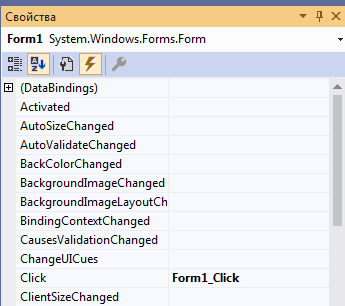 Свойства
Form1 System.Windows.Forms.Form
(DataBindings)
Activated
AutoSizeChanged
AutoValidateChanged
BackColorChanged
BackgroundImageChanged
BackgroundImageLayoutCh
BindingContextChanged
CausesValidationChanged
ChangeUICues
Click Form1_Click
ClientSizeChanged